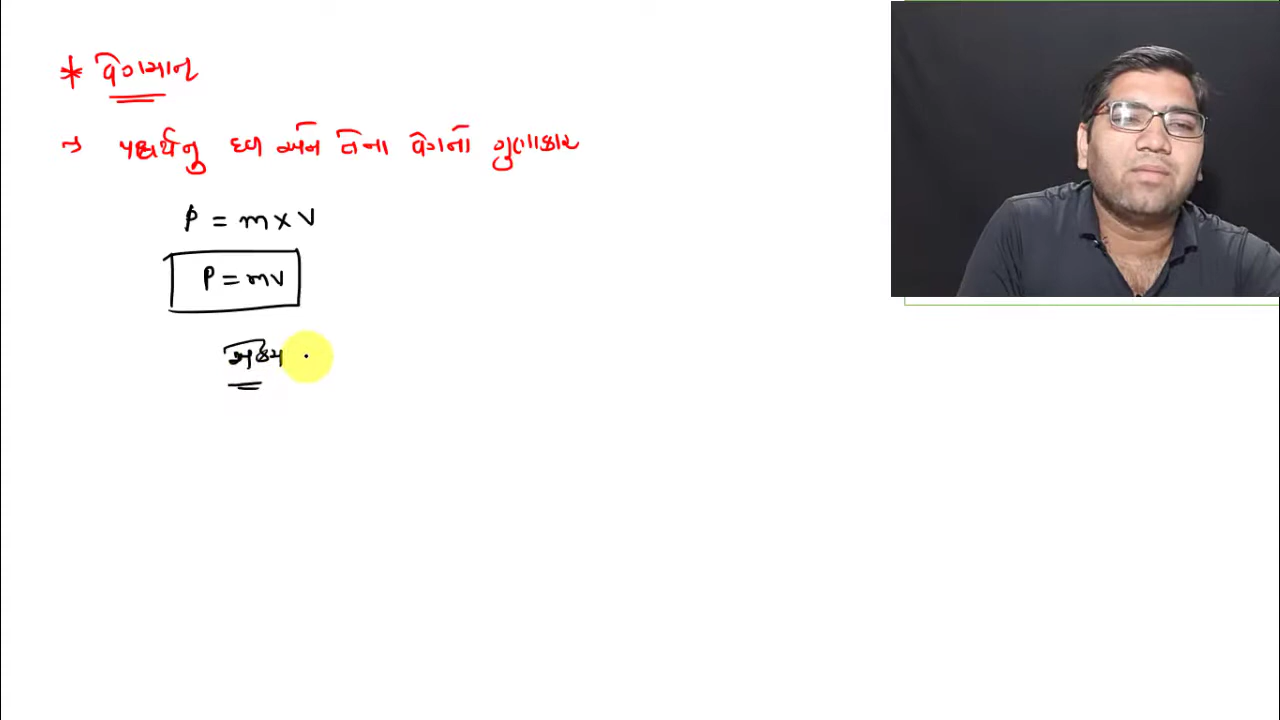 * વેગમાન
→ પદાર્થનુ દળ અને તેના વેગનો ગુણાકાર
P = m x v
P = mv
એકમ